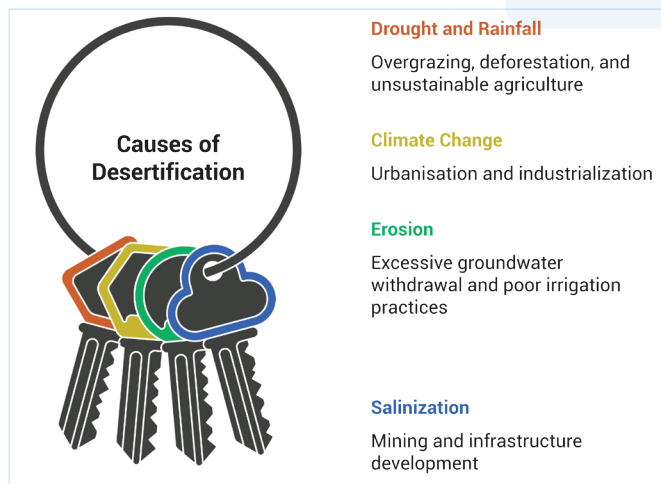 Causes of
Desertification
Drought and Rainfall
Overgrazing, deforestation, and
unsustainable agriculture
Climate Change
Urbanisation and industrialization
Erosion
Excessive groundwater
withdrawal and poor irrigation
practices
Salinization
Mining and infrastructure
development